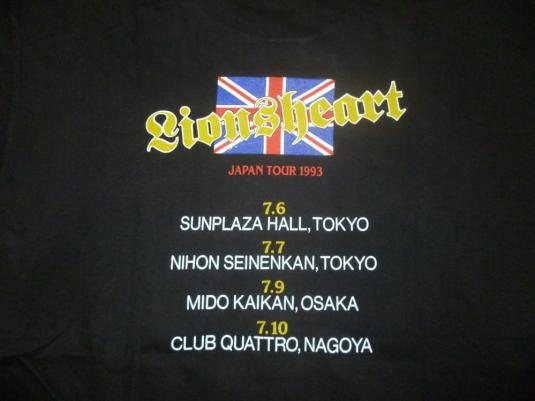 Lionsheart
JAPAN TOUR 1993
7.6
SUNPLAZA HALL, TOKYO
7.7
NIHON SEINENKAN, TOKYO
7.9
MIDO KAIKAN, OSAKA
7.10
CLUB QUATTRO, NAGOYA